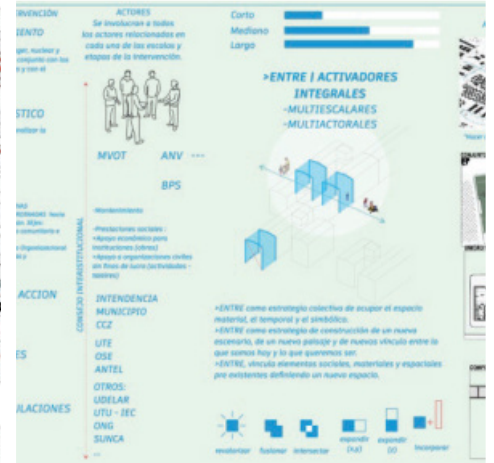 ERVENCIÓN
IENTO
STICO
ACCION
ES
ULACIONES
ACTORES
Se involucran a todos
los actores relacionados en
cada una de las escalas y
etapas de la intervención.
MVOT ANV ---
BPS
-Mantenimiento
-Prestaciones sociales :
+Apoyo económico para
instituciones (obras)
+Apoyo a organizaciones civiles
sin fines de lucro (actividades -
talleres)
CONSEJO INTERISTITUCIONAL
INTENDENCIA
MUNICIPIO
CCZ
UTE
OSE
ANTEL
OTROS:
UDELAR
UTU - IEC
ONG
SUNCA
...
Corto
Mediano
Largo
>ENTRE I ACTIVADORES
INTEGRALES
-MULTIESCALARES
-MULTIACTORALES
+ENTRE como estrategia colectiva de ocupar el espacio
material, el temporal y el simbólico.
+ENTRE como estrategia de construcción de un nuevo
escenario, de un nuevo paisaje y de nuevos vínculo entre lo
que somos hoy y lo que queremos ser.
+ENTRE, vincula elementos sociales, materiales y espaciales
pre existentes definiendo un nuevo espacio.
revalorizar fusionar intersectar expandir (x,y) expandir (z) incorporar